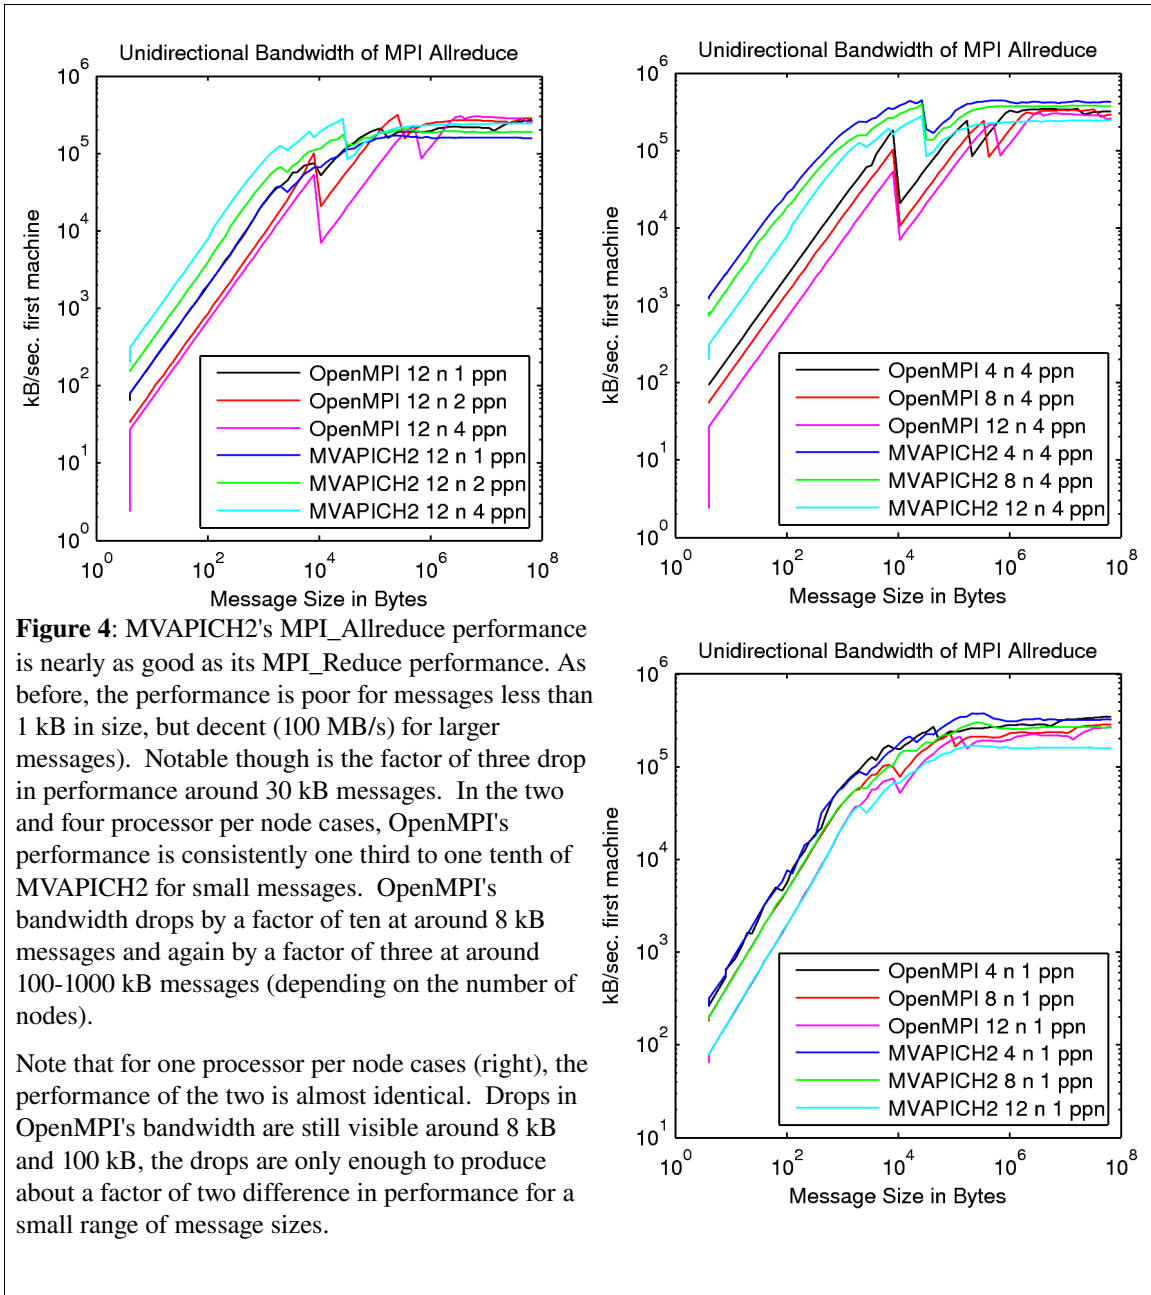 Unidirectional Bandwidth of MPI Allreduce
10^6
10^5
10^4
10^3
10^2
10^1
10^0
kB/sec. first machine
OpenMPI 12 n 1 ppn
OpenMPI 12 n 2 ppn
OpenMPI 12 n 4 ppn
MVAPICH2 12 n 1 ppn
MVAPICH2 12 n 2 ppn
MVAPICH2 12 n 4 ppn
10^0 10^2 10^4 10^6 10^8
Message Size in Bytes
Unidirectional Bandwidth of MPI Allreduce
10^6
10^5
10^4
10^3
10^2
10^1
10^0
kB/sec. first machine
OpenMPI 4 n 4 ppn
OpenMPI 8 n 4 ppn
OpenMPI 12 n 4 ppn
MVAPICH2 4 n 4 ppn
MVAPICH2 8 n 4 ppn
MVAPICH2 12 n 4 ppn
10^0 10^2 10^4 10^6 10^8
Message Size in Bytes
Figure 4: MVAPICH2's MPI_Allreduce performance
is nearly as good as its MPI_Reduce performance. As
before, the performance is poor for messages less than
1 kB in size, but decent (100 MB/s) for larger
messages). Notable though is the factor of three drop
in performance around 30 kB messages. In the two
and four processor per node cases, OpenMPI's
performance is consistently one third to one tenth of
MVAPICH2 for small messages. OpenMPI's
bandwidth drops by a factor of ten at around 8 kB
messages and again by a factor of three at around
100-1000 kB messages (depending on the number of
nodes).
Note that for one processor per node cases (right), the
performance of the two is almost identical. Drops in
OpenMPI's bandwidth are still visible around 8 kB
and 100 kB, the drops are only enough to produce
about a factor of two difference in performance for a
small range of message sizes.
Unidirectional Bandwidth of MPI Allreduce
10^6
10^5
10^4
10^3
10^2
10^1
kB/sec. first machine
OpenMPI 4 n 1 ppn
OpenMPI 8 n 1 ppn
OpenMPI 12 n 1 ppn
MVAPICH2 4 n 1 ppn
MVAPICH2 8 n 1 ppn
MVAPICH2 12 n 1 ppn
10^0 10^2 10^4 10^6 10^8
Message Size in Bytes